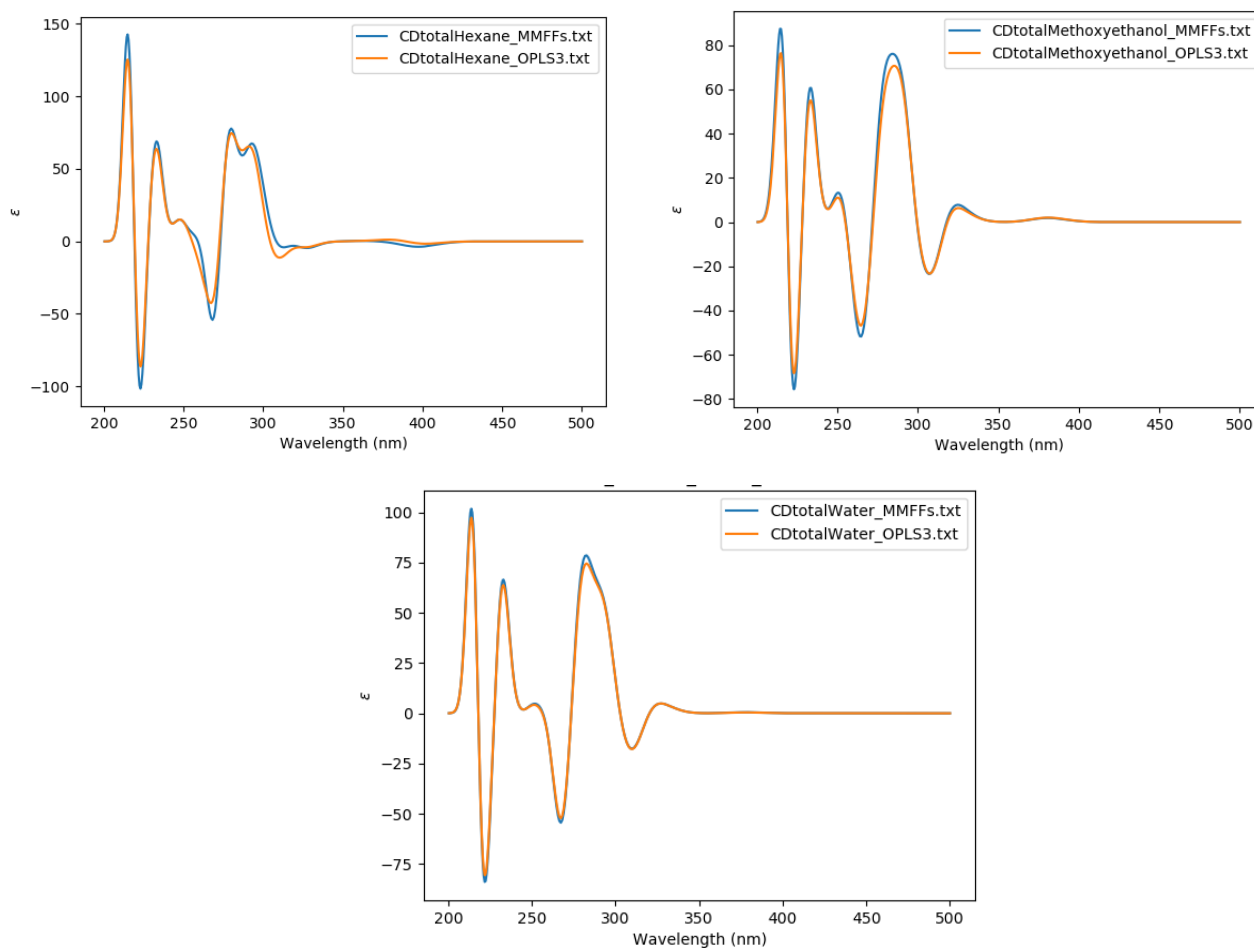 150
100
50
0
−50
−100
ε
200 250 300 350 400 450 500
Wavelength (nm)
CDtotalHexane_MMFFs.txt
CDtotalHexane_OPLS3.txt
80
60
40
20
0
−20
−40
−60
−80
ε
200 250 300 350 400 450 500
Wavelength (nm)
CDtotalMethoxyethanol_MMFFs.txt
CDtotalMethoxyethanol_OPLS3.txt
100
75
50
25
0
−25
−50
−75
ε
200 250 300 350 400 450 500
Wavelength (nm)
CDtotalWater_MMFFs.txt
CDtotalWater_OPLS3.txt